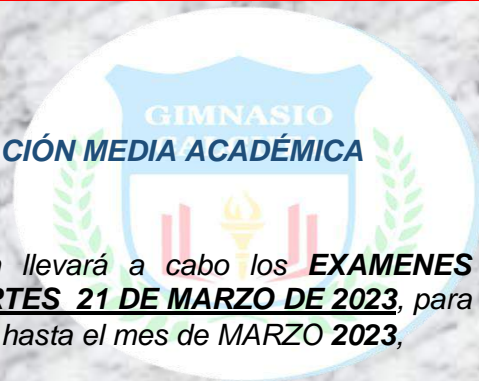 GIMNASIO
CIÓN MEDIA ACADÉMICA
llevará a cabo los EXAMENES
RTES 21 DE MARZO DE 2023, para
hasta el mes de MARZO 2023,